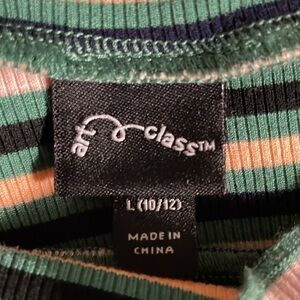 art class™
L (10/12)
MADE IN
CHINA